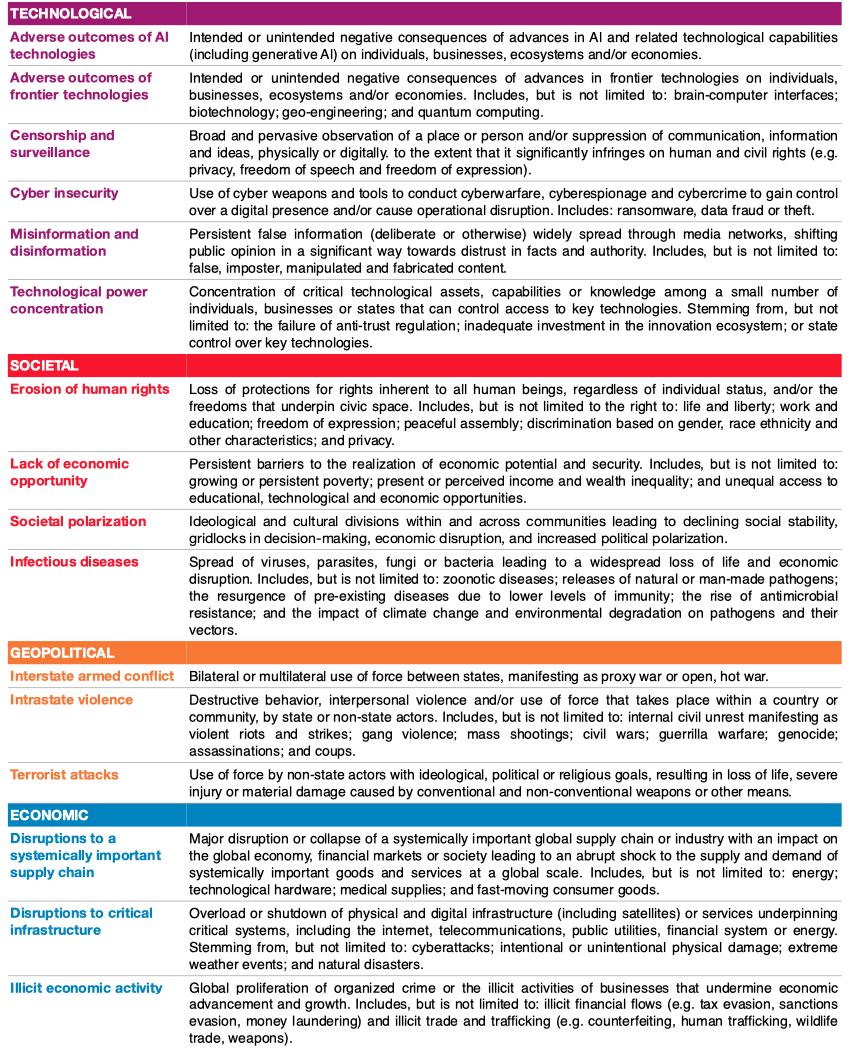 TECHNOLOGICAL
Adverse outcomes of AI technologies
Intended or unintended negative consequences of advances in AI and related technological capabilities
(including generative AI) on individuals, businesses, ecosystems and/or economies.
Adverse outcomes of frontier technologies
Intended or unintended negative consequences of advances in frontier technologies on individuals,
businesses, ecosystems and/or economies. Includes, but is not limited to: brain-computer interfaces;
biotechnology; geo-engineering; and quantum computing.
Censorship and surveillance
Broad and pervasive observation of a place or person and/or suppression of communication, information
and ideas, physically or digitally. to the extent that it significantly infringes on human and civil rights (e.g.
privacy, freedom of speech and freedom of expression).
Cyber insecurity
Use of cyber weapons and tools to conduct cyberwarfare, cyberespionage and cybercrime to gain control
over a digital presence and/or cause operational disruption. Includes: ransomware, data fraud or theft.
Misinformation and disinformation
Persistent false information (deliberate or otherwise) widely spread through media networks, shifting
public opinion in a significant way towards distrust in facts and authority. Includes, but is not limited to:
false, imposter, manipulated and fabricated content.
Technological power concentration
Concentration of critical technological assets, capabilities or knowledge among a small number of
individuals, businesses or states that can control access to key technologies. Stemming from, but not
limited to: the failure of anti-trust regulation; inadequate investment in the innovation ecosystem; or state
control over key technologies.
SOCIETAL
Erosion of human rights
Loss of protections for rights inherent to all human beings, regardless of individual status, and/or the
freedoms that underpin civic space. Includes, but is not limited to the right to: life and liberty; work and
education; freedom of expression; peaceful assembly; discrimination based on gender, race ethnicity and
other characteristics; and privacy.
Lack of economic opportunity
Persistent barriers to the realization of economic potential and security. Includes, but is not limited to:
growing or persistent poverty; present or perceived income and wealth inequality; and unequal access to
educational, technological and economic opportunities.
Societal polarization
Ideological and cultural divisions within and across communities leading to declining social stability,
gridlocks in decision-making, economic disruption, and increased political polarization.
Infectious diseases
Spread of viruses, parasites, fungi or bacteria leading to a widespread loss of life and economic
disruption. Includes, but is not limited to: zoonotic diseases; releases of natural or man-made pathogens;
the resurgence of pre-existing diseases due to lower levels of immunity; the rise of antimicrobial
resistance; and the impact of climate change and environmental degradation on pathogens and their
vectors.
GEOPOLITICAL
Interstate armed conflict
Bilateral or multilateral use of force between states, manifesting as proxy war or open, hot war.
Intrastate violence
Destructive behavior, interpersonal violence and/or use of force that takes place within a country or
community, by state or non-state actors. Includes, but is not limited to: internal civil unrest manifesting as
violent riots and strikes; gang violence; mass shootings; civil wars; guerrilla warfare; genocide;
assassinations; and coups.
Terrorist attacks
Use of force by non-state actors with ideological, political or religious goals, resulting in loss of life, severe
injury or material damage caused by conventional and non-conventional weapons or other means.
ECONOMIC
Disruptions to a systemically important supply chain
Major disruption or collapse of a systemically important global supply chain or industry with an impact on
the global economy, financial markets or society leading to an abrupt shock to the supply and demand of
systemically important goods and services at a global scale. Includes, but is not limited to: energy;
technological hardware; medical supplies; and fast-moving consumer goods.
Disruptions to critical infrastructure
Overload or shutdown of physical and digital infrastructure (including satellites) or services underpinning
critical systems, including the internet, telecommunications, public utilities, financial system or energy.
Stemming from, but not limited to: cyberattacks; intentional or unintentional physical damage; extreme
weather events; and natural disasters.
Illicit economic activity
Global proliferation of organized crime or the illicit activities of businesses that undermine economic
advancement and growth. Includes, but is not limited to: illicit financial flows (e.g. tax evasion, sanctions
evasion, money laundering) and illicit trade and trafficking (e.g. counterfeiting, human trafficking, wildlife
trade, weapons).